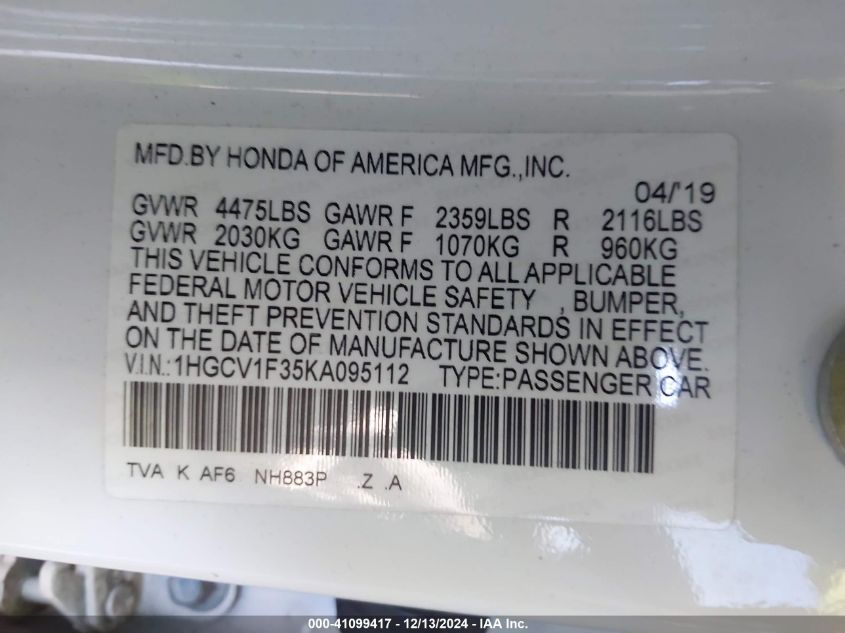 MFD.BY HONDA OF AMERICA MFG.,INC.
04/'19
GVWR 4475LBS GAWR F 2359LBS R 2116LBS
GVWR 2030KG GAWR F 1070KG R 960KG
THIS VEHICLE CONFORMS TO ALL APPLICABLE
FEDERAL MOTOR VEHICLE SAFETY , BUMPER,
AND THEFT PREVENTION STANDARDS IN EFFECT
ON THE DATE OF MANUFACTURE SHOWN ABOVE.
V.I.N.:1HGCV1F35KA095112 TYPE:PASSENGER CAR
TVA K AF6 NH883P .Z .A
000-41099417 - 12/13/2024 - IAA Inc.